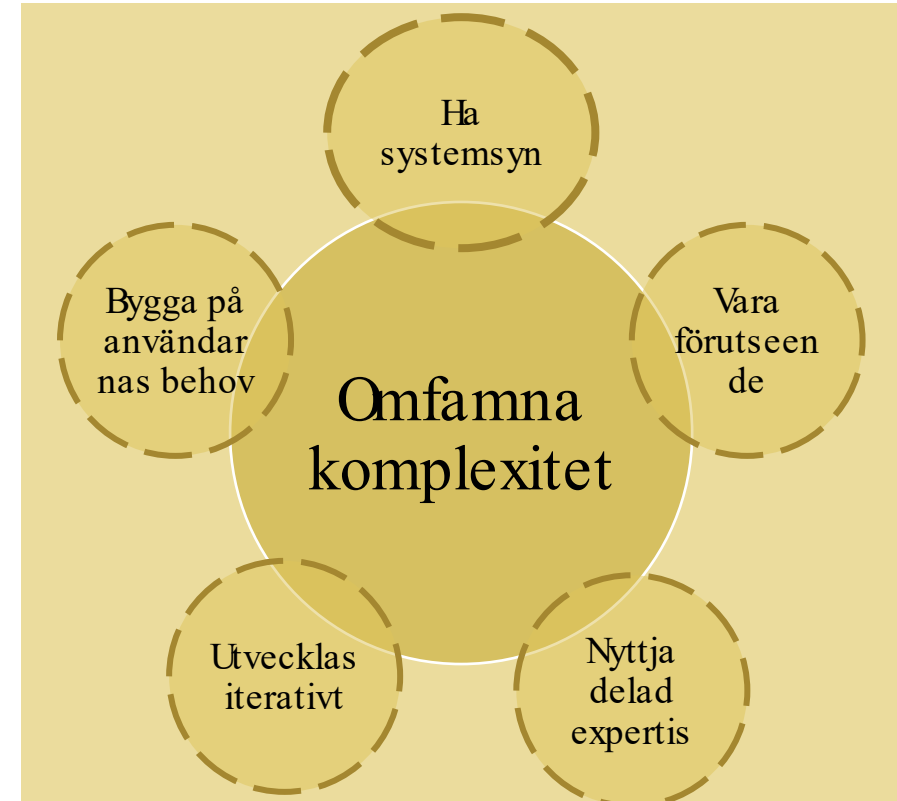 Ha
systemsyn
Bygga på
användar
nas behov
Vara
förutseen
de
Omfamna
komplexitet
Utvecklas
iterativt
Nyttja
delad
expertis